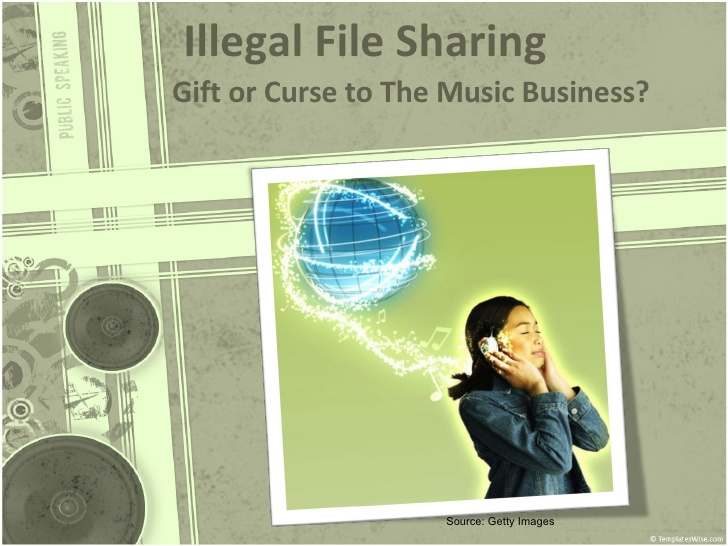 Illegal File Sharing
Gift or Curse to The Music Business?
PUBLIC SPEAKING
Source: Getty Images
© TemplatesWise.com